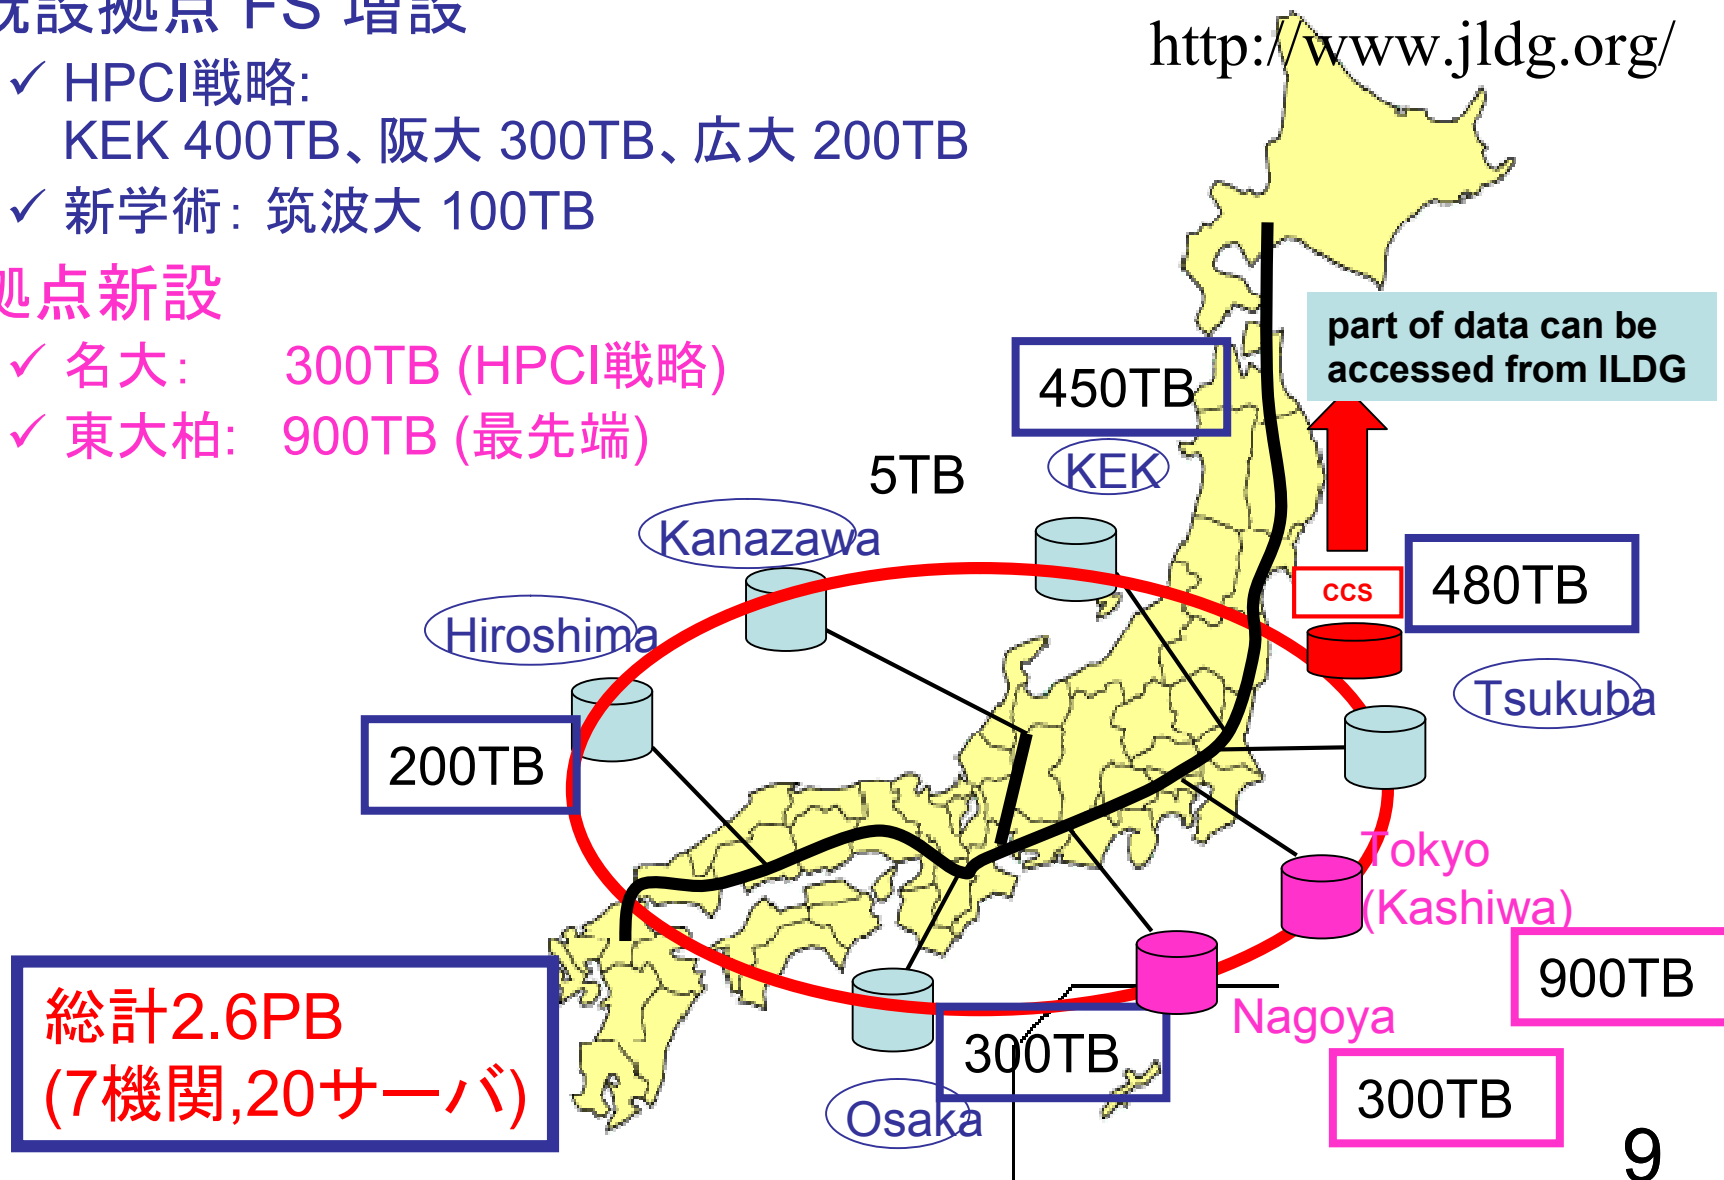 既設拠点 FS 増設
http://www.jldg.org/
✓ HPCI戦略:
KEK 400TB、阪大 300TB、広大 200TB
✓ 新学術: 筑波大 100TB
拠点新設
✓ 名大: 300TB (HPCI戦略)
✓ 東大柏: 900TB (最先端)
part of data can be
accessed from ILDG
450TB
KEK
5TB
Kanazawa
CCS
480TB
Hiroshima
Tsukuba
200TB
Tokyo
(Kashiwa)
900TB
Nagoya
300TB
300TB
Osaka
総計2.6PB
(7機関,20サーバ)
9